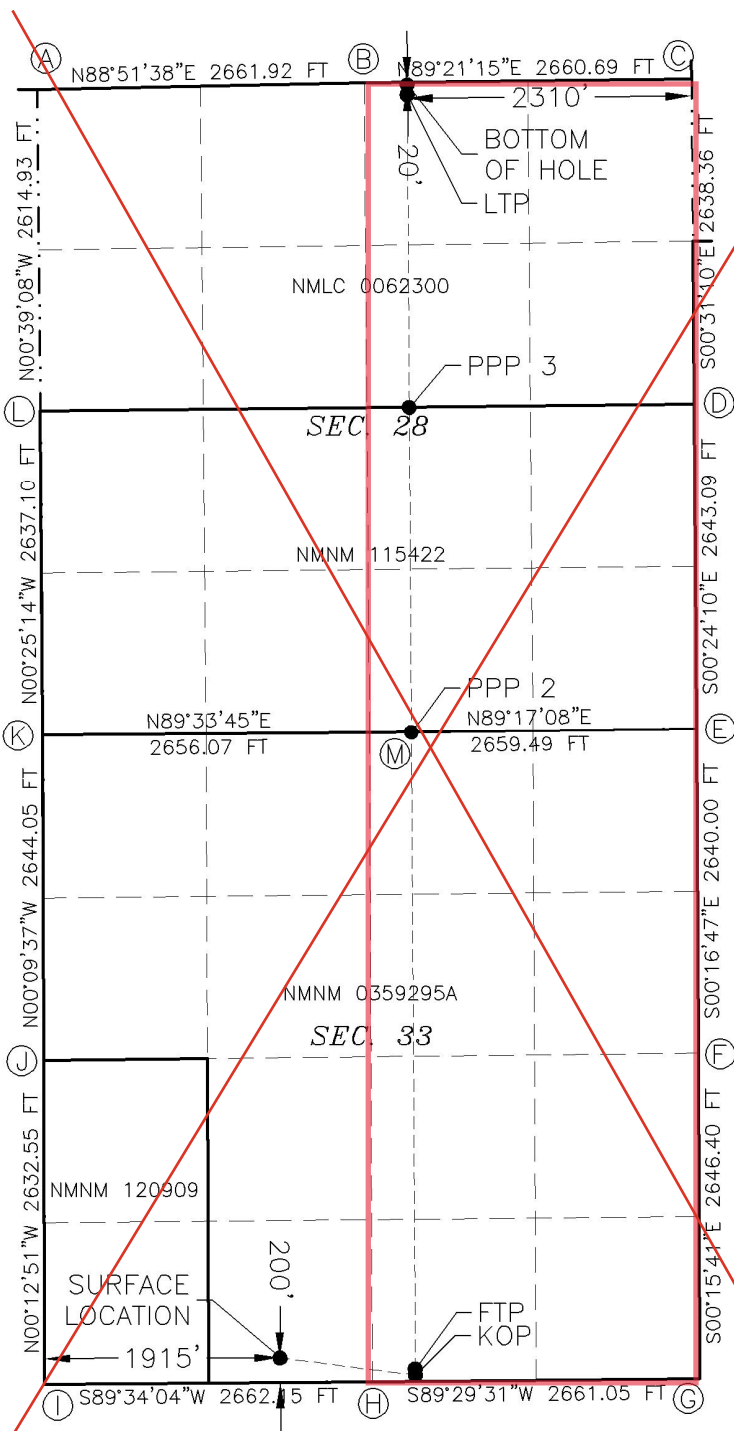 A
B
C
N88°51'38"E 2661.92 FT
N89°21'15"E 2660.69 FT
2310'
BOTTOM
OF HOLE
LTP
20'
N00°39'08"W 2614.93 FT
S00°31'10"E 2638.36 FT
NMLC 0062300
PPP 3
L
D
SEC. 28
N00°25'14"W 2637.10 FT
S00°24'10"E 2643.09 FT
NMNM 115422
PPP 2
N89°33'45"E
N89°17'08"E
K
E
2656.07 FT
M
2659.49 FT
N00°09'37"W 2644.05 FT
S00°16'47"E 2640.00 FT
NMNM 0359295A
SEC. 33
J
F
N00°12'51"W 2632.55 FT
S00°15'41"E 2646.40 FT
NMNM 120909
200'
SURFACE
LOCATION
FTP
KOP
1915'
I
S89°34'04"W 2662.15 FT
H
S89°29'31"W 2661.05 FT
G